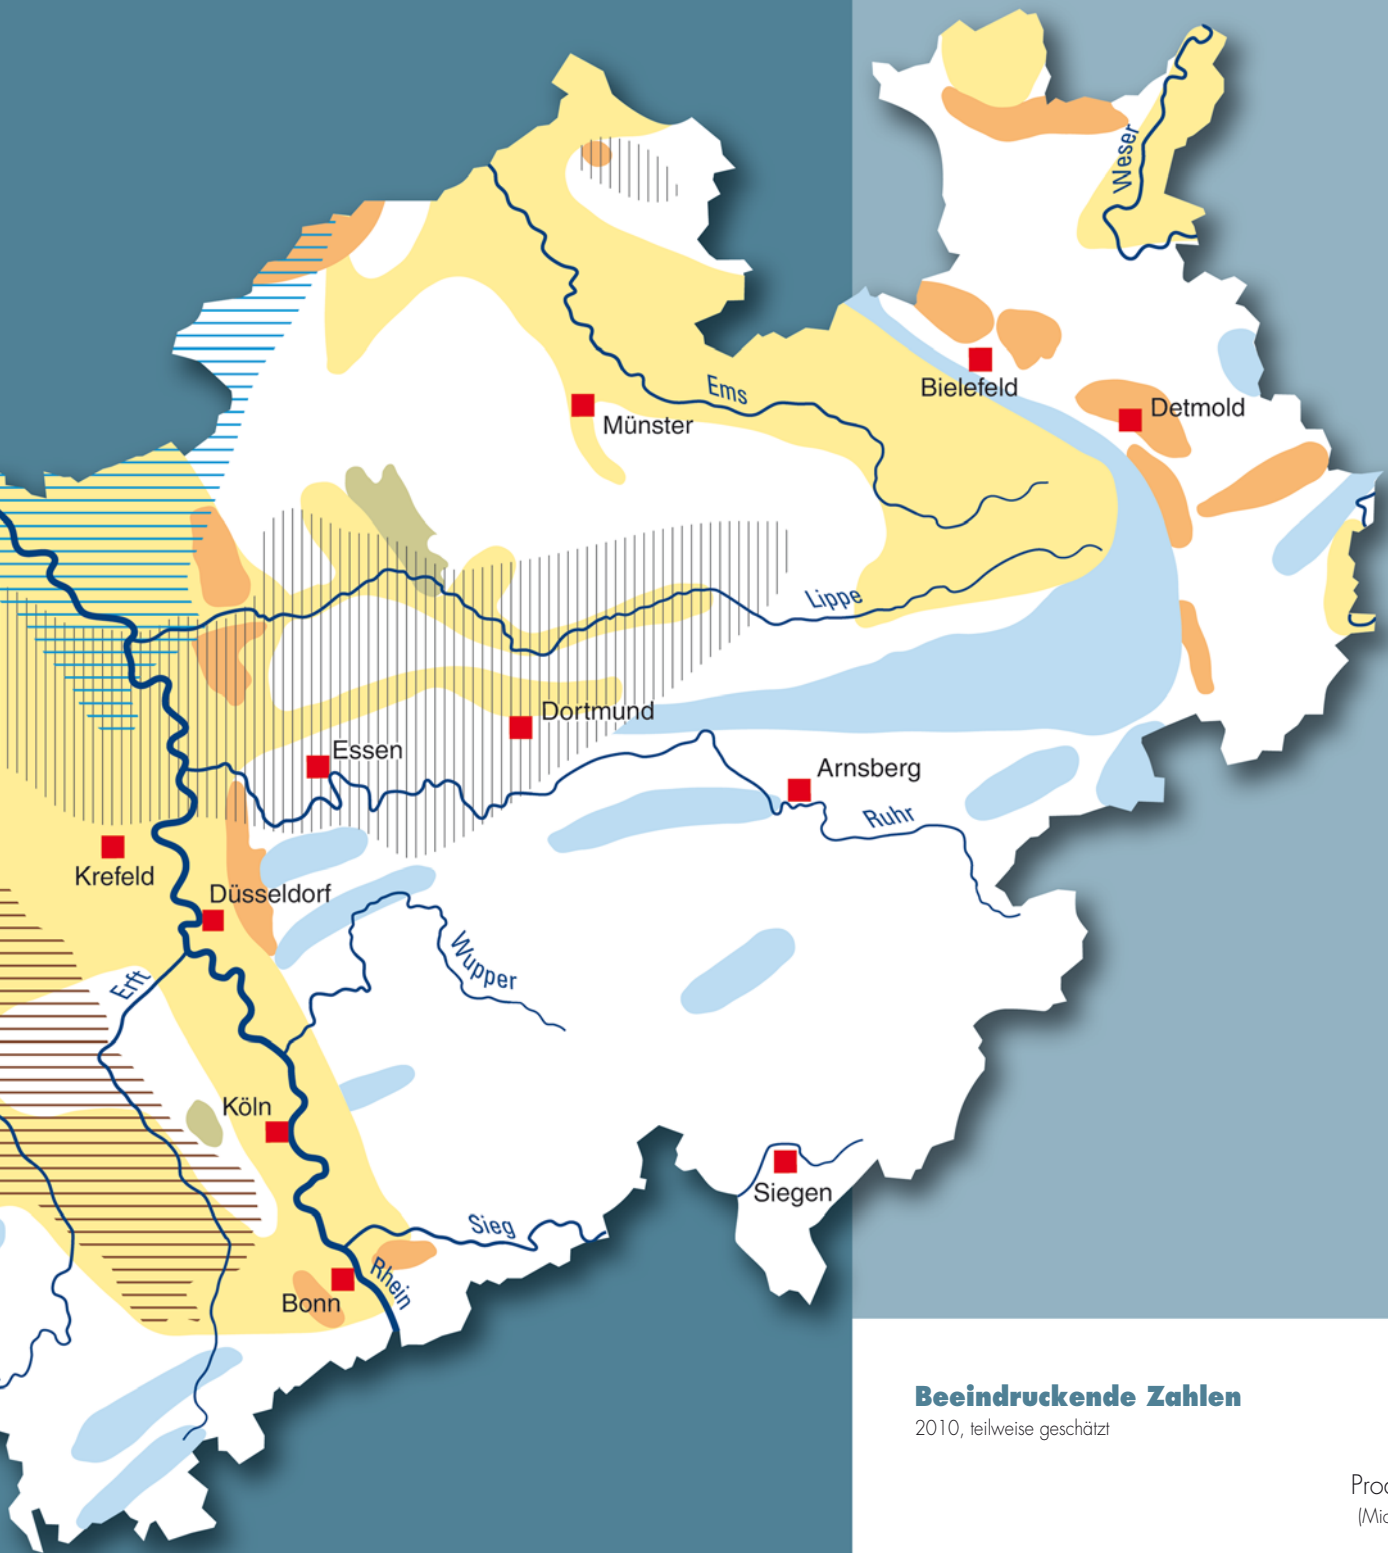 Weser
Ems
Bielefeld
Detmold
Münster
Lippe
Dortmund
Essen
Arnsberg
Ruhr
Krefeld
Düsseldorf
Wupper
Erft
Köln
Siegen
Sieg
Rhein
Bonn
Beeindruckende Zahlen
2010, teilweise geschätzt